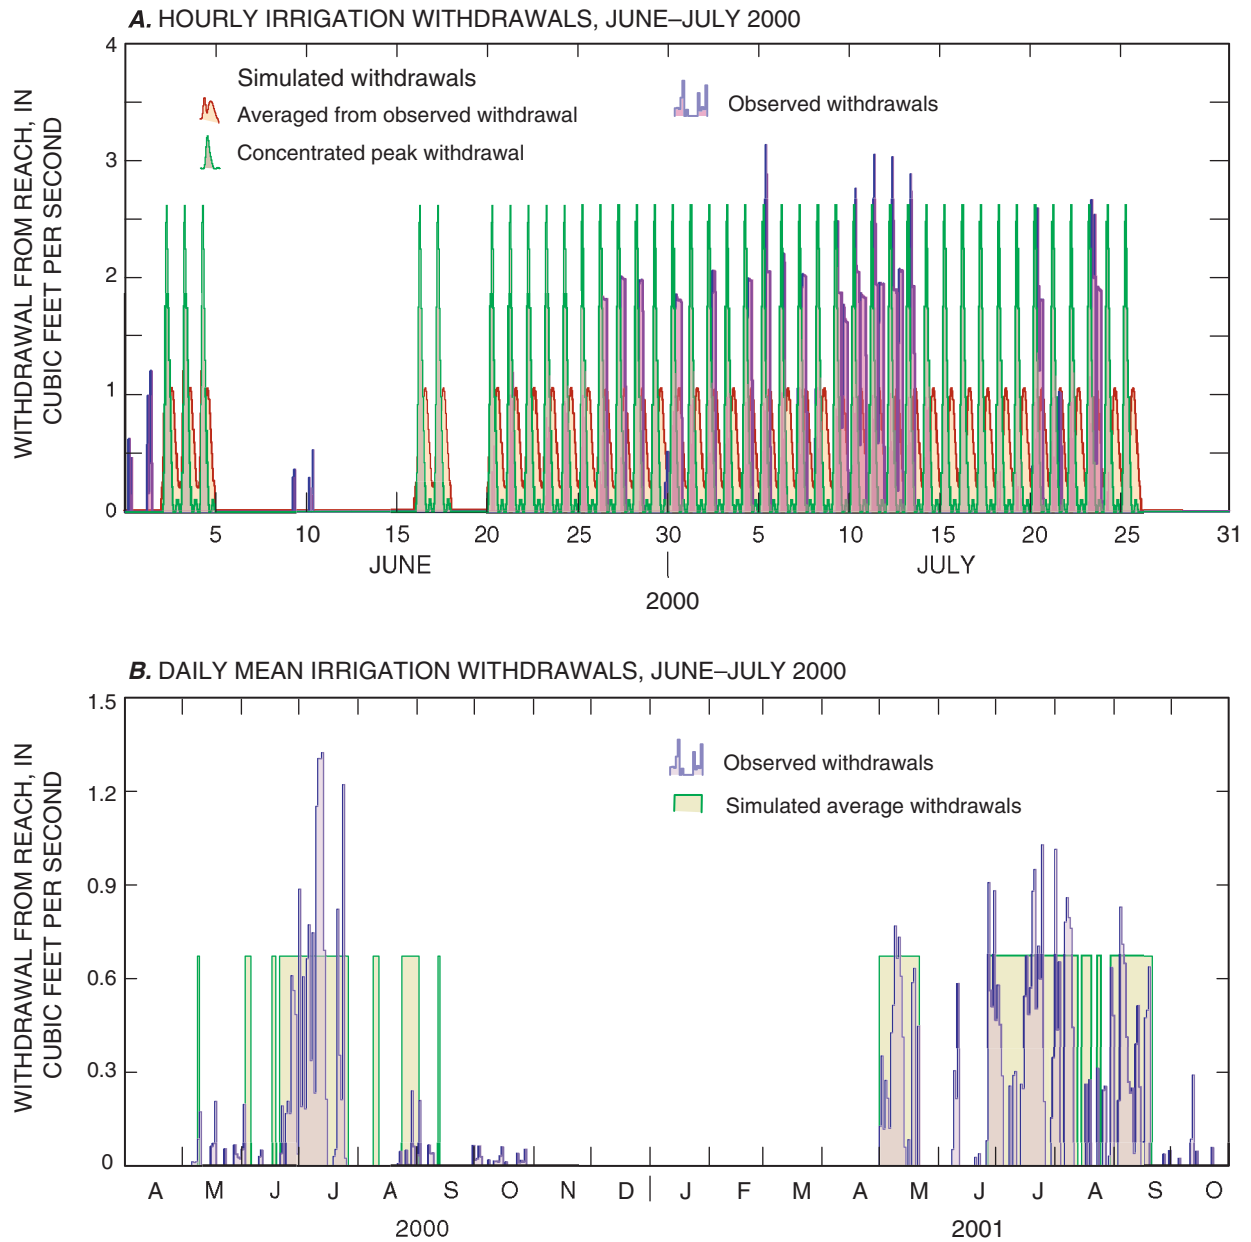 A. HOURLY IRRIGATION WITHDRAWALS, JUNE–JULY 2000
WITHDRAWAL FROM REACH, IN
CUBIC FEET PER SECOND
4
3
2
1
0
Simulated withdrawals
Averaged from observed withdrawal
Concentrated peak withdrawal
Observed withdrawals
5 10 15 20 25 30 5 10 15 20 25 31
JUNE JULY
2000
B. DAILY MEAN IRRIGATION WITHDRAWALS, JUNE–JULY 2000
WITHDRAWAL FROM REACH, IN
CUBIC FEET PER SECOND
1.5
1.2
0.9
0.6
0.3
0
Observed withdrawals
Simulated average withdrawals
A M J J A S O N D J F M A M J J A S O
2000 2001